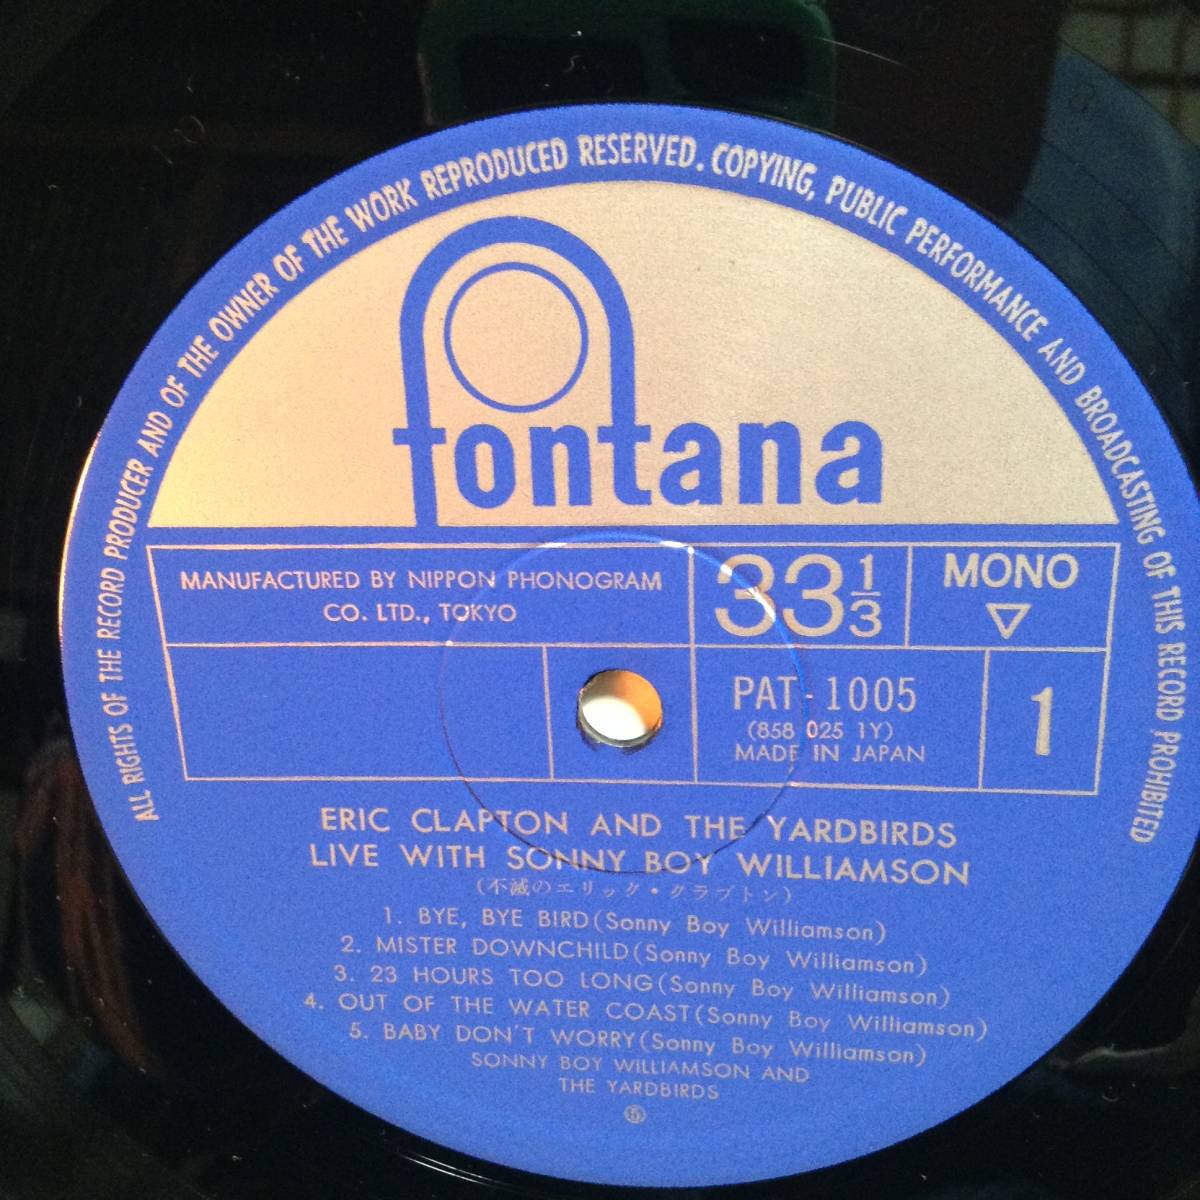 ALL RIGHTS OF THE RECORD PRODUCER AND OF THE OWNER OF THE WORK REPRODUCED RESERVED. COPYING, PUBLIC PERFORMANCE AND BROADCASTING OF THIS RECORD PROHIBITED
fontana
MANUFACTURED BY NIPPON PHONOGRAM
CO. LTD., TOKYO
33 1/3
MONO
▽
PAT-1005
(858 025 1Y)
MADE IN JAPAN
1
ERIC CLAPTON AND THE YARDBIRDS
LIVE WITH SONNY BOY WILLIAMSON
(不滅のエリック・クラプトン)
1. BYE, BYE BIRD(Sonny Boy Williamson)
2. MISTER DOWNCHILD(Sonny Boy Williamson)
3. 23 HOURS TOO LONG(Sonny Boy Williamson)
4. OUT OF THE WATER COAST(Sonny Boy Williamson)
5. BABY DON'T WORRY(Sonny Boy Williamson)
SONNY BOY WILLIAMSON AND
THE YARDBIRDS